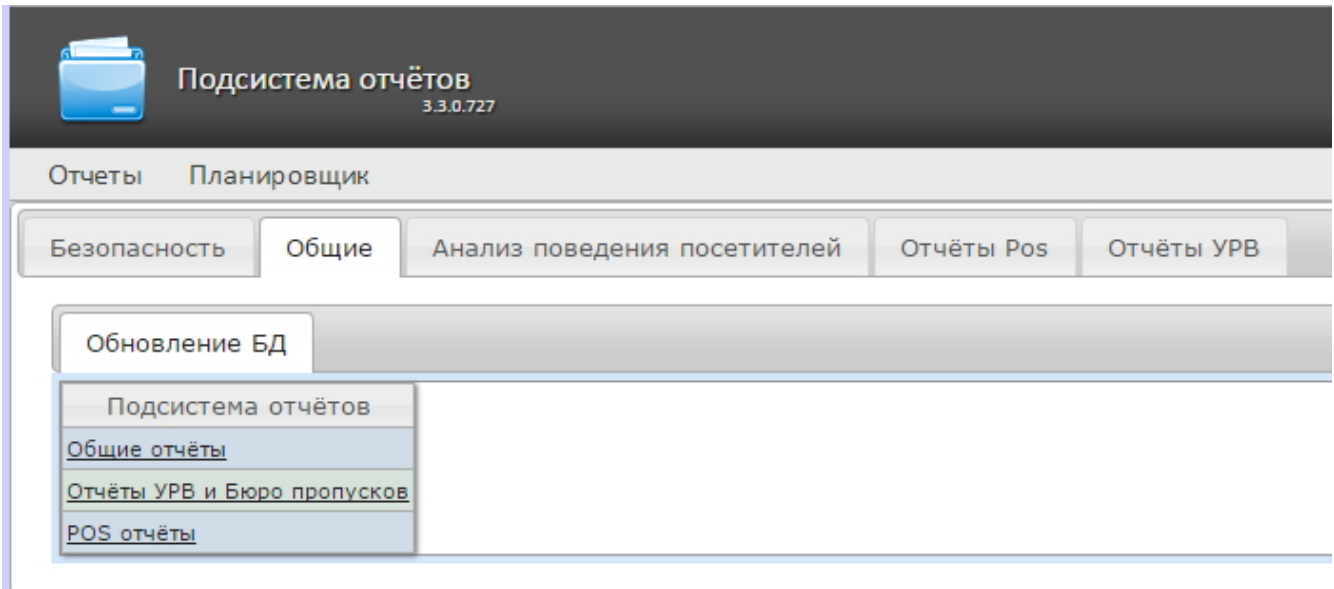 Подсистема отчётов
3.3.0.727
Отчеты Планировщик
Безопасность Общие Анализ поведения посетителей Отчёты Pos Отчёты УРВ
Обновление БД
Подсистема отчётов
Общие отчёты
Отчёты УРВ и Бюро пропусков
POS отчёты